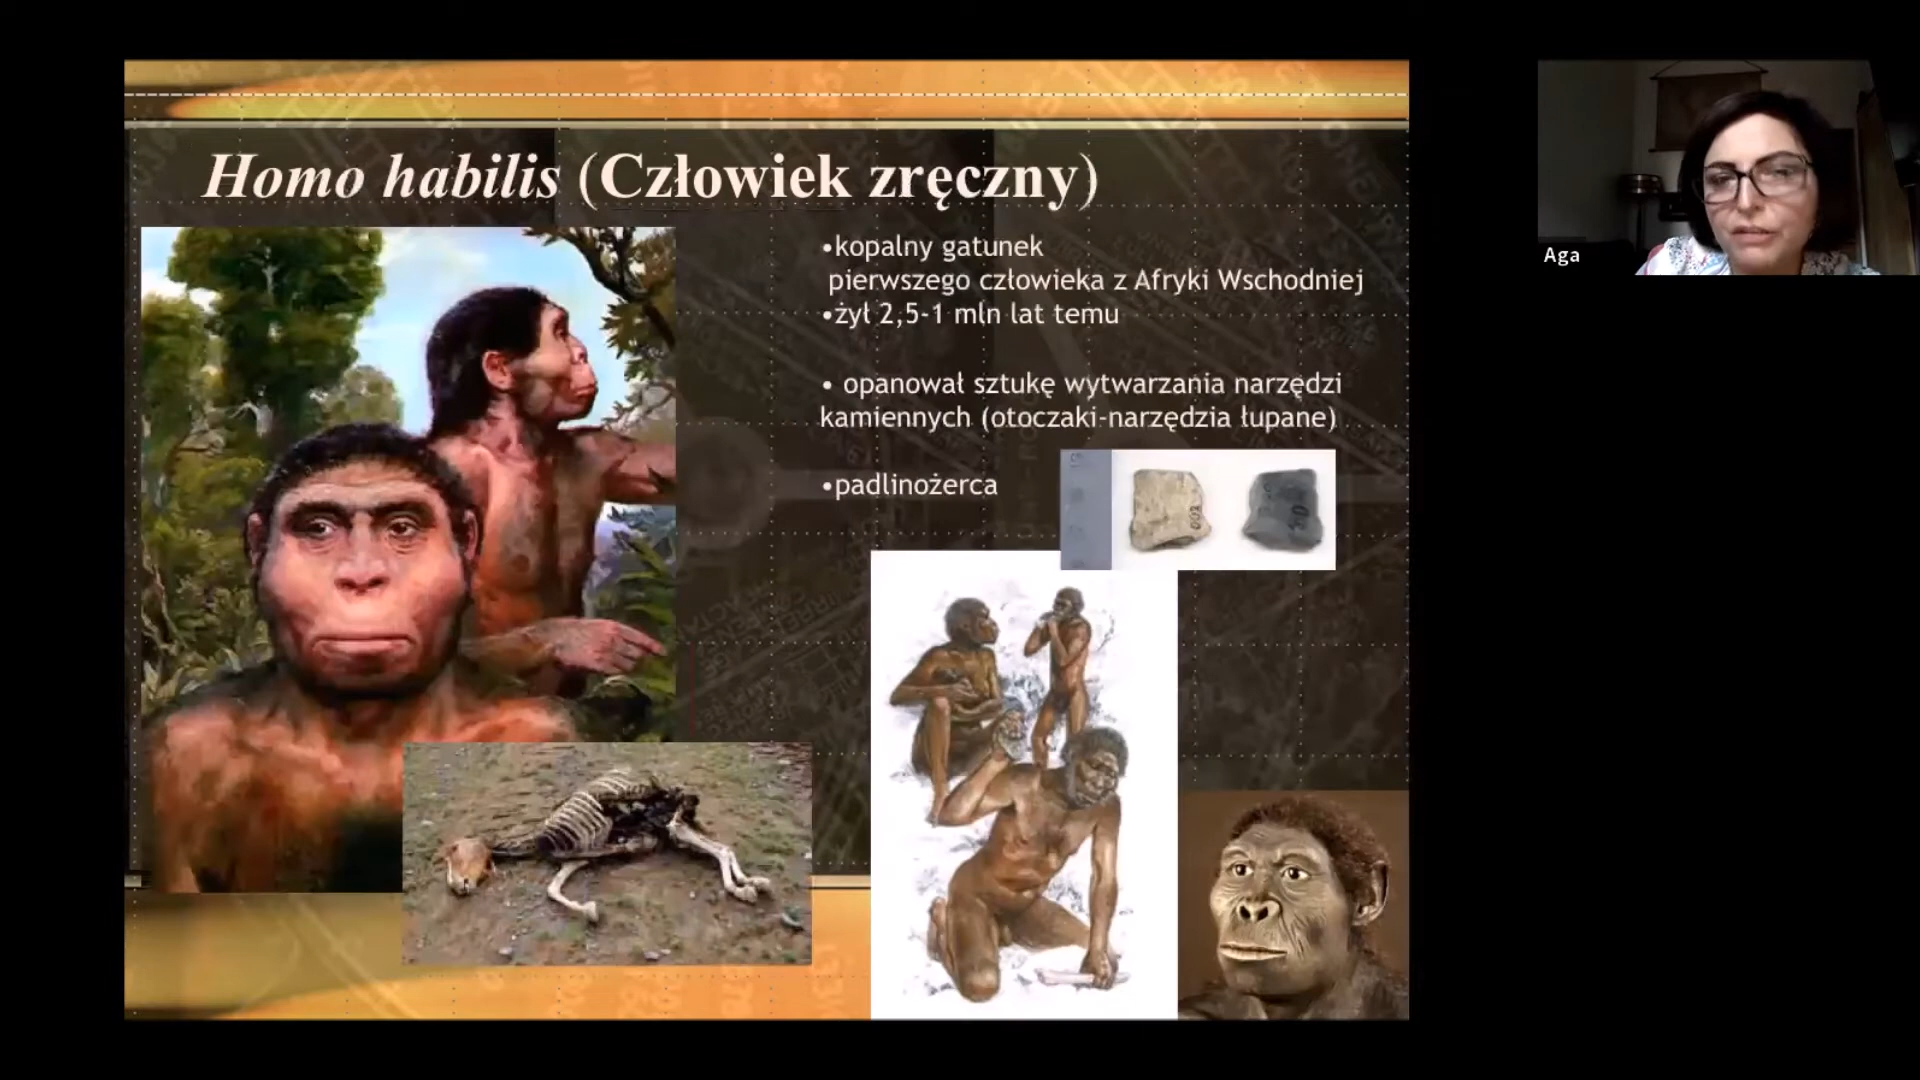 Homo habilis (Człowiek zręczny)
•kopalny gatunek
pierwszego człowieka z Afryki Wschodniej
•żył 2,5-1 mln lat temu
• opanował sztukę wytwarzania narzędzi
kamiennych (otoczaki-narzędzia łupane)
•padlinożerca
Aga